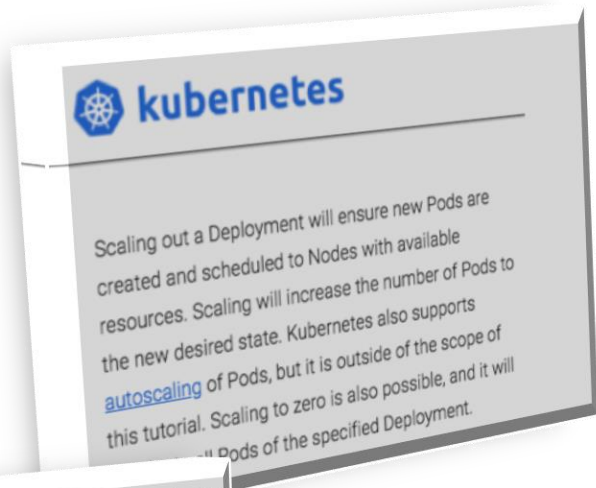 kubernetes
Scaling out a Deployment will ensure new Pods are
created and scheduled to Nodes with available
resources. Scaling will increase the number of Pods to
the new desired state. Kubernetes also supports
autoscaling of Pods, but it is outside of the scope of
this tutorial. Scaling to zero is also possible, and it will
Pods of the specified Deployment.